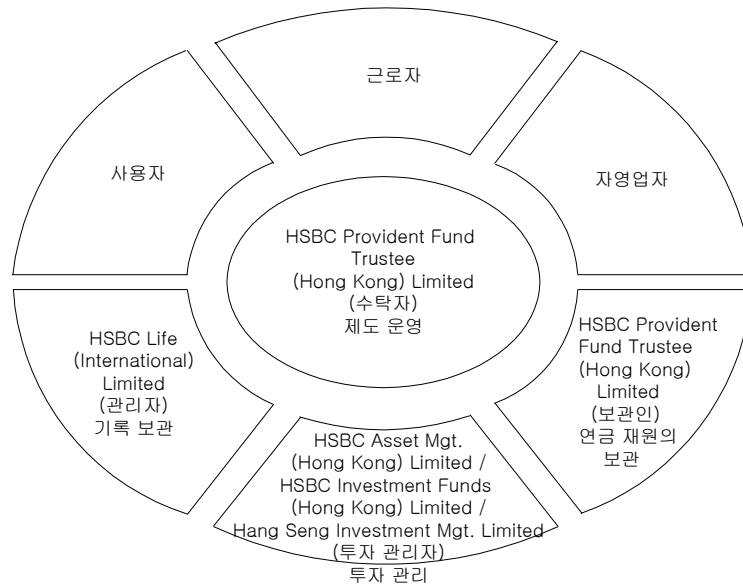 근로자
사용자
자영업자
HSBC Provident Fund
Trustee
(Hong Kong) Limited
(수탁자)
제도 운영
HSBC Life
(International)
Limited
(관리자)
기록 보관
HSBC Provident
Fund Trustee
(Hong Kong)
Limited
(보관인)
연금 재원의
보관
HSBC Asset Mgt.
(Hong Kong) Limited /
HSBC Investment Funds
(Hong Kong) Limited /
Hang Seng Investment Mgt. Limited
(투자 관리자)
투자 관리